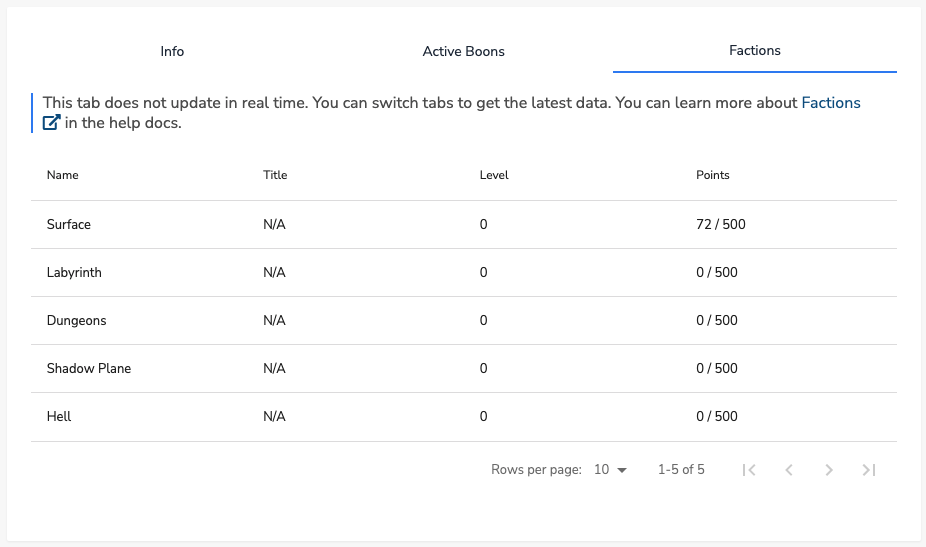 Info Active Boons Factions
This tab does not update in real time. You can switch tabs to get the latest data. You can learn more about Factions
in the help docs.
Name Title Level Points
Surface N/A 0 72 / 500
Labyrinth N/A 0 0 / 500
Dungeons N/A 0 0 / 500
Shadow Plane N/A 0 0 / 500
Hell N/A 0 0 / 500
Rows per page: 10 1-5 of 5